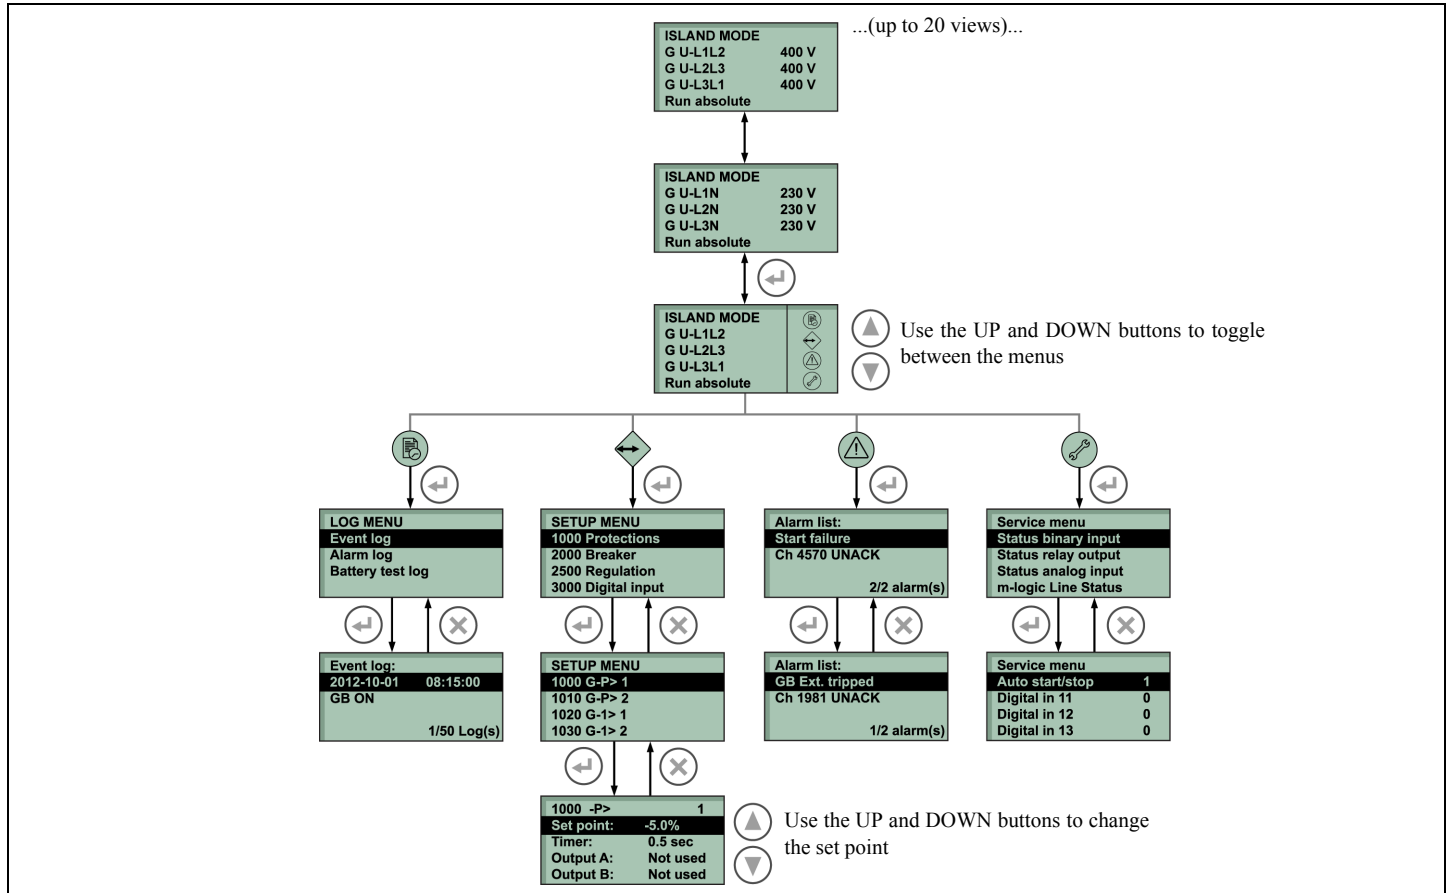 ISLAND MODE
G U-L1L2 400 V
G U-L2L3 400 V
G U-L3L1 400 V
Run absolute
...(up to 20 views)...
ISLAND MODE
G U-L1N 230 V
G U-L2N 230 V
G U-L3N 230 V
Run absolute
ISLAND MODE
G U-L1L2
G U-L2L3
G U-L3L1
Run absolute
Use the UP and DOWN buttons to toggle
between the menus
LOG MENU
Event log
Alarm log
Battery test log
SETUP MENU
1000 Protections
2000 Breaker
2500 Regulation
3000 Digital input
Alarm list:
Start failure
Ch 4570 UNACK
2/2 alarm(s)
Service menu
Status binary input
Status relay output
Status analog input
m-logic Line Status
Event log:
2012-10-01 08:15:00
GB ON
1/50 Log(s)
SETUP MENU
1000 G-P> 1
1010 G-P> 2
1020 G-1> 1
1030 G-1> 2
Alarm list:
GB Ext. tripped
Ch 1981 UNACK
1/2 alarm(s)
Service menu
Auto start/stop 1
Digital in 11 0
Digital in 12 0
Digital in 13 0
1000 -P> 1
Set point: -5.0%
Timer: 0.5 sec
Output A: Not used
Output B: Not used
Use the UP and DOWN buttons to change
the set point